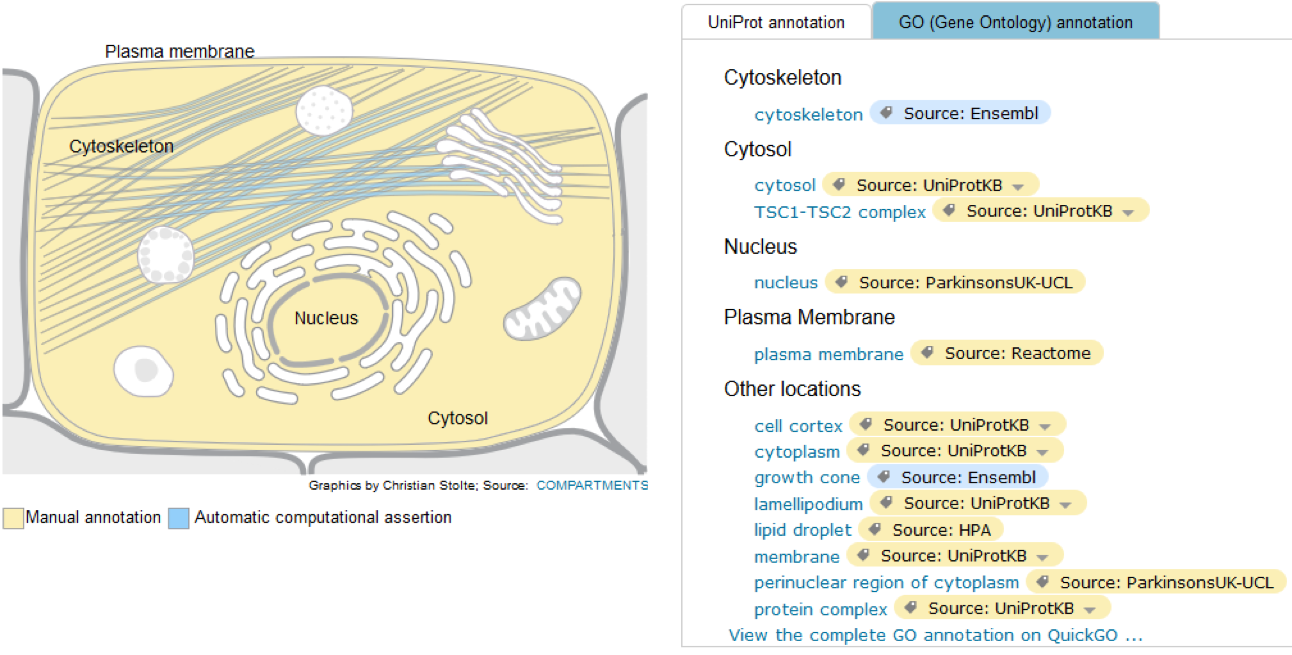 Plasma membrane
Cytoskeleton
Nucleus
Cytosol
Graphics by Christian Stolte; Source: COMPARTMENTS
Manual annotation Automatic computational assertion
UniProt annotation GO (Gene Ontology) annotation
Cytoskeleton
cytoskeleton Source: Ensembl
Cytosol
cytosol Source: UniProtKB
TSC1-TSC2 complex Source: UniProtKB
Nucleus
nucleus Source: ParkinsonsUK-UCL
Plasma Membrane
plasma membrane Source: Reactome
Other locations
cell cortex Source: UniProtKB
cytoplasm Source: UniProtKB
growth cone Source: Ensembl
lamellipodium Source: UniProtKB
lipid droplet Source: HPA
membrane Source: UniProtKB
perinuclear region of cytoplasm Source: ParkinsonsUK-UCL
protein complex Source: UniProtKB
View the complete GO annotation on QuickGO ...